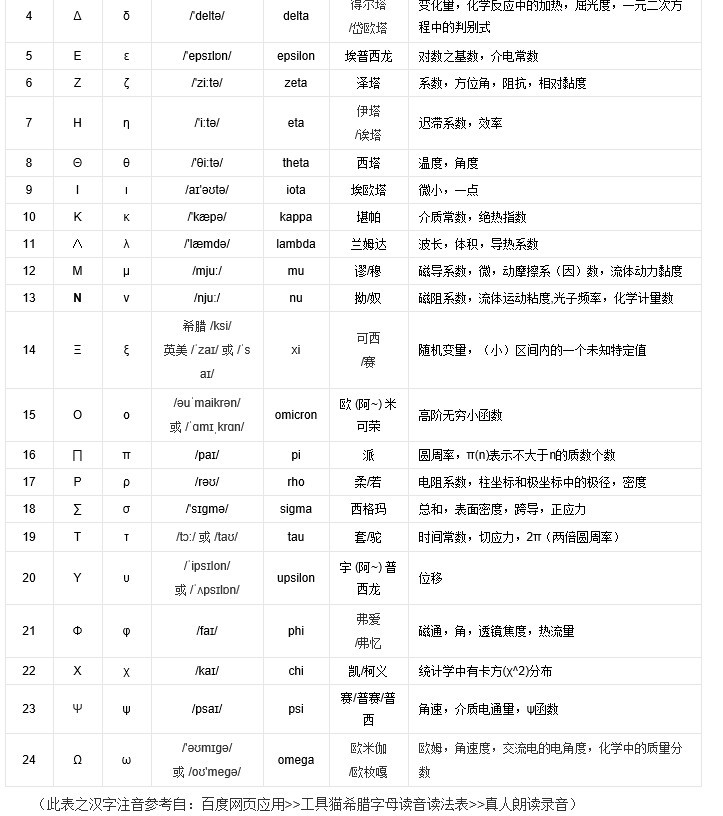 得尔塔 变化量，化学反应中的加热，屈光度，一元二次方
4 Δ δ /'deltə/ delta /岱欧塔 程中的判别式
5 Ε ε /'epsɪlɒn/ epsilon 埃普西龙 对数之基数，介电常数
6 Ζ ζ /'zi:tə/ zeta 泽塔 系数，方位角，阻抗，相对黏度
7 Η η /'i:tə/ eta 伊塔
/诶塔 迟滞系数，效率
8 Θ θ /'θi:tə/ theta 西塔 温度，角度
9 Ι ι /aɪ'əʊtə/ iota 埃欧塔 微小，一点
10 Κ κ /'kæpə/ kappa 堪帕 介质常数，绝热指数
11 ∧ λ /'læmdə/ lambda 兰姆达 波长，体积，导热系数
12 Μ μ /mju:/ mu 谬/穆 磁导系数，微，动摩擦系（因）数，流体动力黏度
13 Ν ν /nju:/ nu 拗/奴 磁阻系数，流体运动粘度,光子频率，化学计量数
14 Ξ ξ 希腊 /ksi/
英美 /ˈzaɪ/ 或 /ˈs
aɪ/ xi 可西
/赛 随机变量，（小）区间内的一个未知特定值
15 Ο ο /əuˈmaikrən/
或 /ˈɑmɪˌkrɑn/ omicron 欧 (阿~) 米
可荣 高阶无穷小函数
16 ∏ π /paɪ/ pi 派 圆周率，π(n)表示不大于n的质数个数
17 Ρ ρ /rəʊ/ rho 柔/若 电阻系数，柱坐标和极坐标中的极径，密度
18 ∑ σ /'sɪɡmə/ sigma 西格玛 总和，表面密度，跨导，正应力
19 Τ τ /tɔ:/ 或 /taʊ/ tau 套/驼 时间常数，切应力，2π（两倍圆周率）
20 Υ υ /ˈipsɪlon/
或 /ˈʌpsɪlɒn/ upsilon 宇 (阿~) 普
西龙 位移
21 Φ φ /faɪ/ phi 弗爱
/弗忆 磁通，角，透镜焦度，热流量
22 Χ χ /kaɪ/ chi 凯/柯义 统计学中有卡方(χ^2)分布
23 Ψ ψ /psaɪ/ psi 赛/普赛/普
西 角速，介质电通量，ψ函数
24 Ω ω /'əʊmɪɡə/
或 /oʊ'meɡə/ omega 欧米伽
/欧枚嘎 欧姆，角速度，交流电的电角度，化学中的质量分
数
（此表之汉字注音参考自：百度网页应用>>工具猫希腊字母读音读法表>>真人朗读录音）